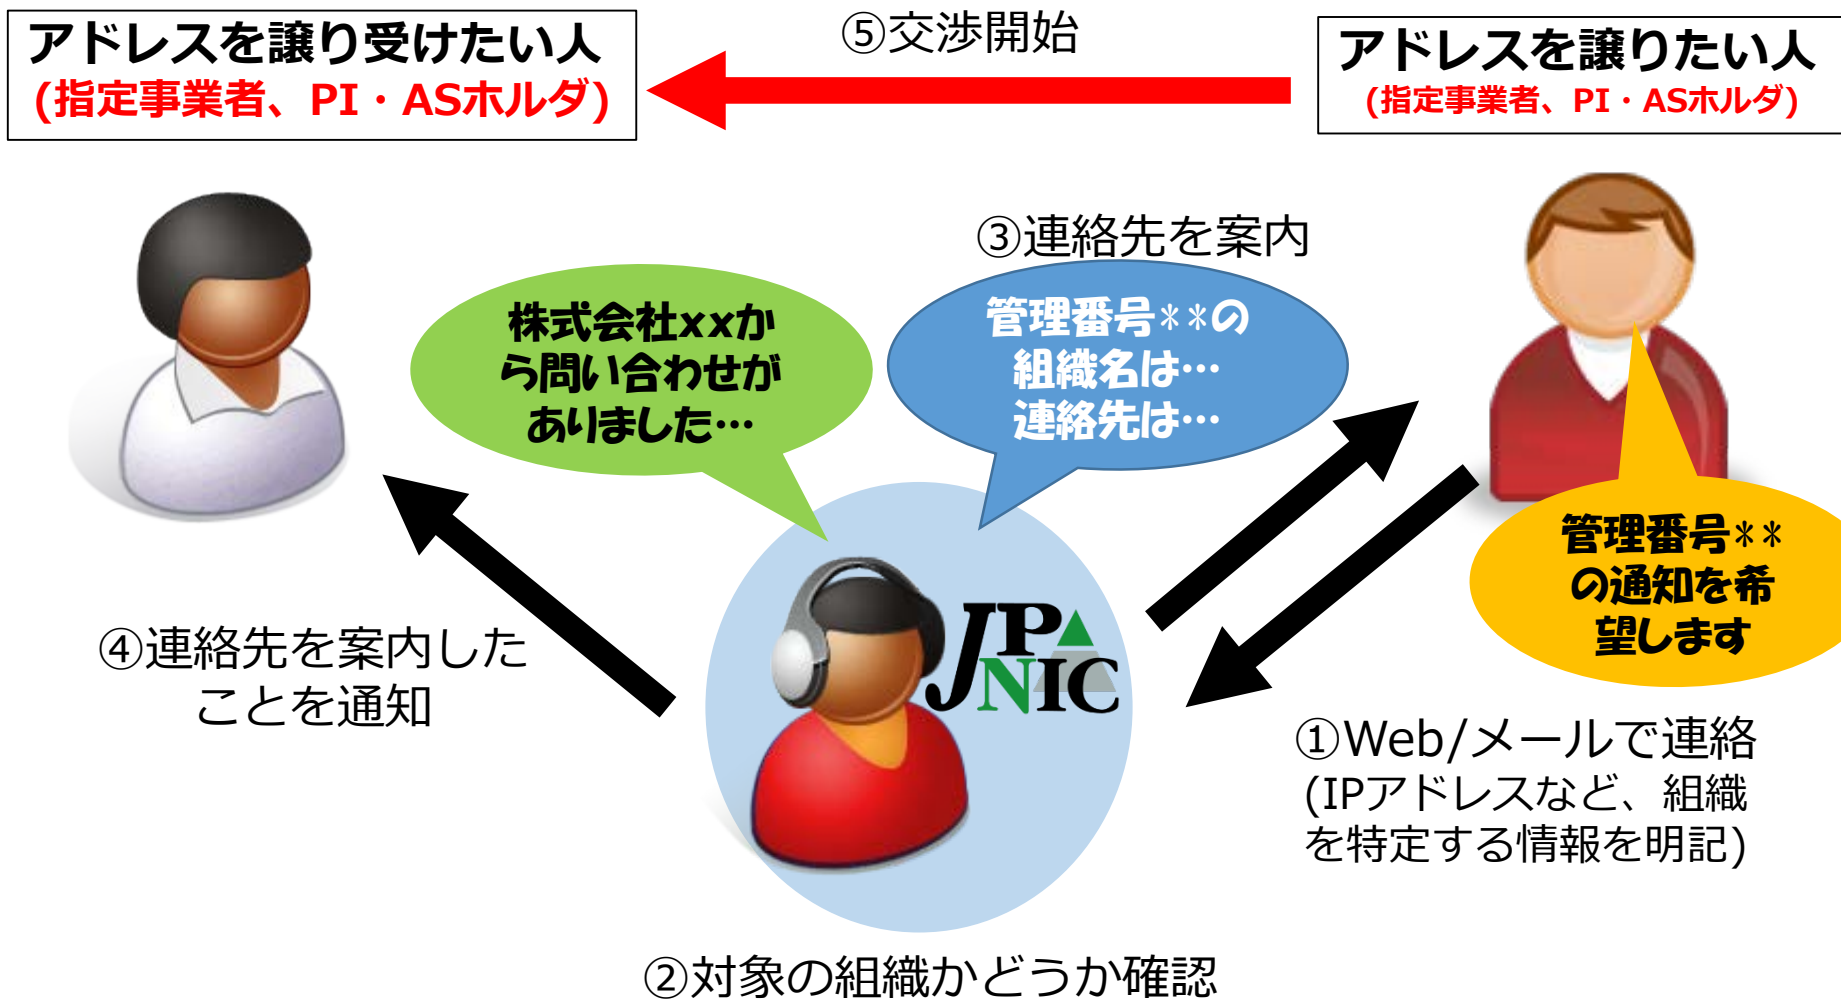 アドレスを譲り受けたい人
(指定事業者、PI・ASホルダ)
⑤交渉開始
アドレスを譲りたい人
(指定事業者、PI・ASホルダ)
③連絡先を案内
株式会社xxか
ら問い合わせが
ありました…
管理番号**の
組織名は…
連絡先は…
管理番号**
の通知を希
望します
JPNIC
④連絡先を案内した
ことを通知
①Web/メールで連絡
(IPアドレスなど、組織
を特定する情報を明記)
②対象の組織かどうか確認